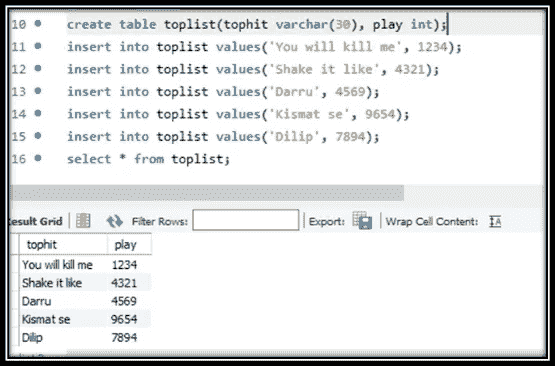 10 create table toplist(tophit varchar(30), play int);
11 insert into toplist values('You will kill me', 1234);
12 insert into toplist values('Shake it like', 4321);
13 insert into toplist values('Darru', 4569);
14 insert into toplist values('Kismat se', 9654);
15 insert into toplist values('Dilip', 7894);
16 select * from toplist;
Result Grid Filter Rows: Export: Wrap Cell Content:
tophit play
You will kill me 1234
Shake it like 4321
Darru 4569
Kismat se 9654
Dilip 7894